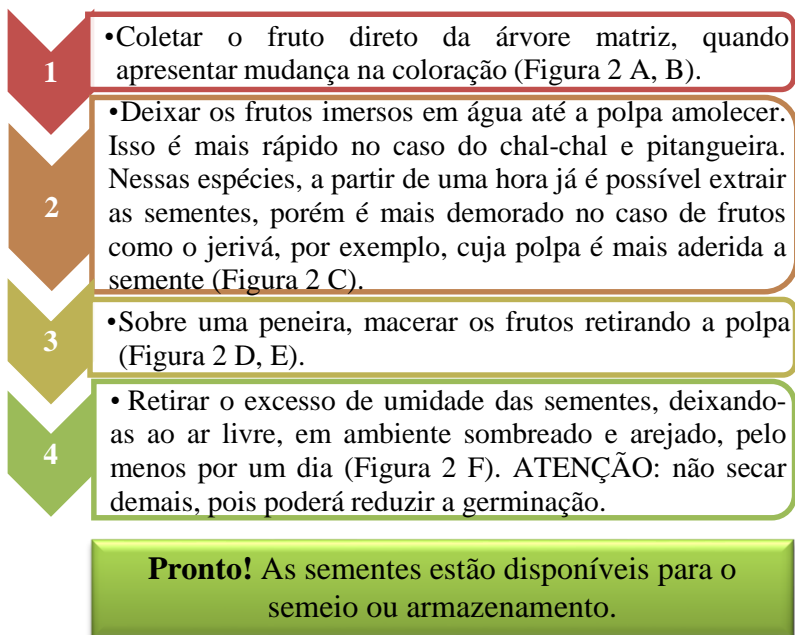 1
•Coletar o fruto direto da árvore matriz, quando
apresentar mudança na coloração (Figura 2 A, B).
2
•Deixar os frutos imersos em água até a polpa amolecer.
Isso é mais rápido no caso do chal-chal e pitangueira.
Nessas espécies, a partir de uma hora já é possível extrair
as sementes, porém é mais demorado no caso de frutos
como o jerivá, por exemplo, cuja polpa é mais aderida a
semente (Figura 2 C).
3
•Sobre uma peneira, macerar os frutos retirando a polpa
(Figura 2 D, E).
4
• Retirar o excesso de umidade das sementes, deixando-
as ao ar livre, em ambiente sombreado e arejado, pelo
menos por um dia (Figura 2 F). ATENÇÃO: não secar
demais, pois poderá reduzir a germinação.
Pronto! As sementes estão disponíveis para o
semeio ou armazenamento.